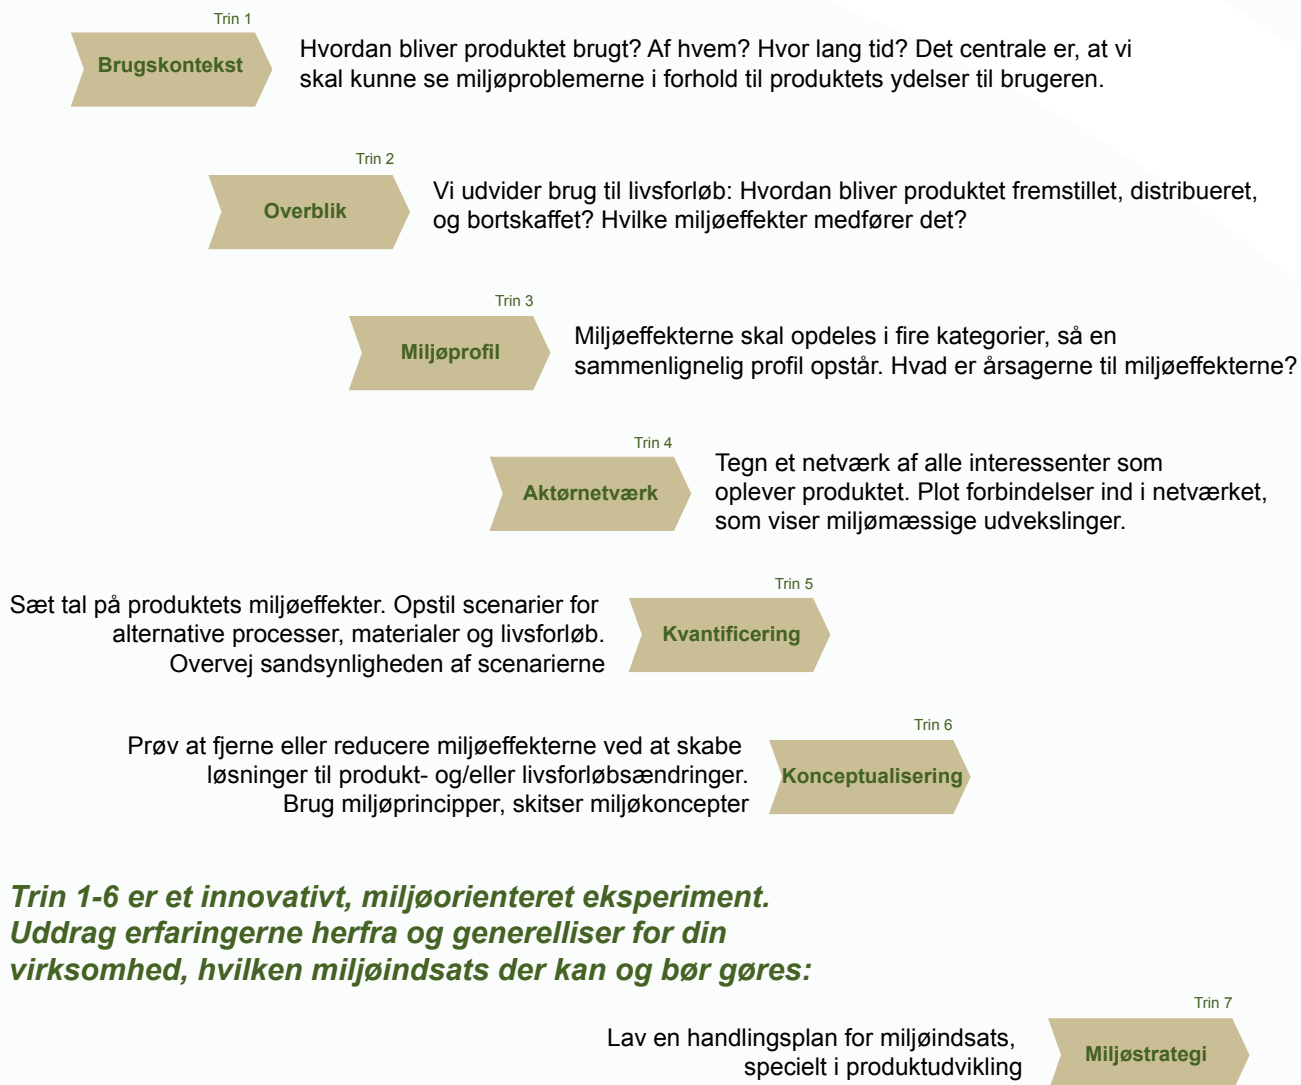 Trin 1
Brugskontekst
Hvordan bliver produktet brugt? Af hvem? Hvor lang tid? Det centrale er, at vi
skal kunne se miljøproblemerne i forhold til produktets ydelser til brugeren.
Trin 2
Overblik
Vi udvider brug til livsforløb: Hvordan bliver produktet fremstillet, distribueret,
og bortskaffet? Hvilke miljøeffekter medfører det?
Trin 3
Miljøprofil
Miljøeffekterne skal opdeles i fire kategorier, så en
sammenlignelig profil opstår. Hvad er årsagerne til miljøeffekterne?
Trin 4
Aktørnetværk
Tegn et netværk af alle interessenter som
oplever produktet. Plot forbindelser ind i netværket,
som viser miljømæssige udvekslinger.
Trin 5
Sæt tal på produktets miljøeffekter. Opstil scenarier for
alternative processer, materialer og livsforløb.
Overvej sandsynligheden af scenarierne
Kvantificering
Trin 6
Prøv at fjerne eller reducere miljøeffekterne ved at skabe
løsninger til produkt- og/eller livsforløbsændringer.
Brug miljøprincipper, skitser miljøkoncepter
Konceptualisering
Trin 1-6 er et innovativt, miljøorienteret eksperiment.
Uddrag erfaringerne herfra og generelliser for din
virksomhed, hvilken miljøindsats der kan og bør gøres:
Trin 7
Lav en handlingsplan for miljøindsats,
specielt i produktudvikling
Miljøstrategi